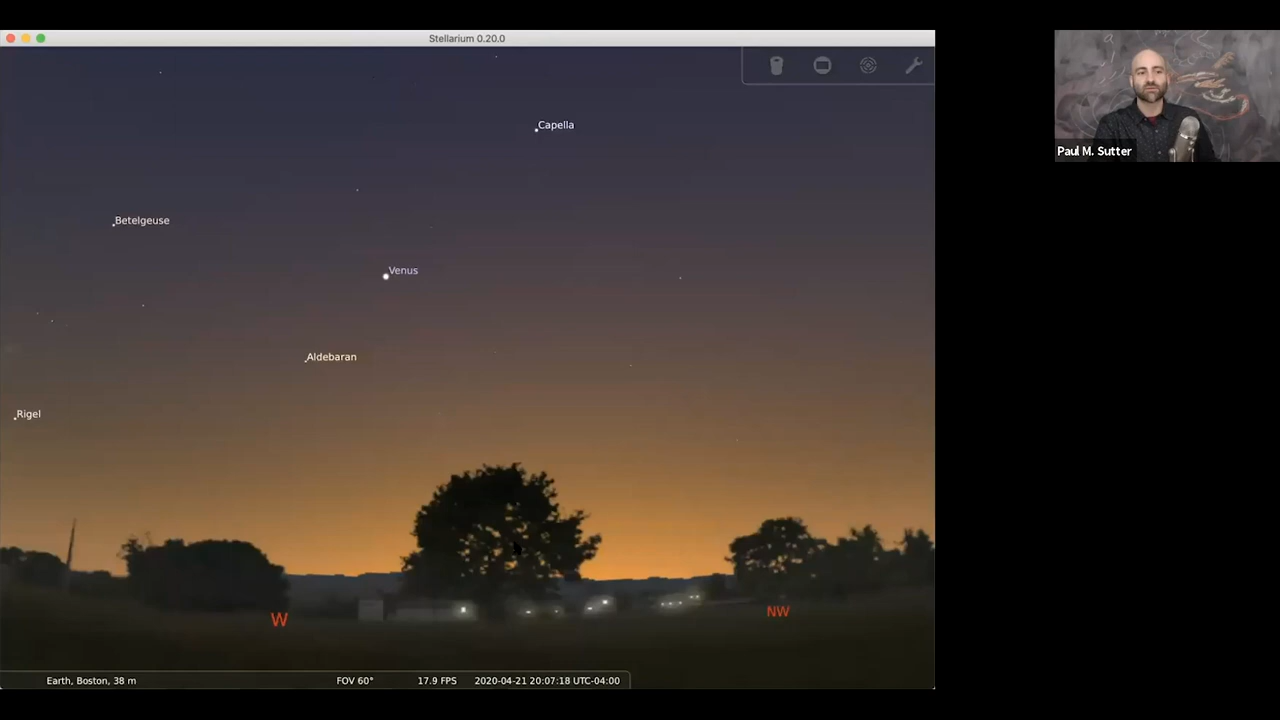 Stellarium 0.20.0
Capella
Betelgeuse
Venus
Aldebaran
Rigel
W
NW
Earth, Boston, 38 m FOV 60° 17.9 FPS 2020-04-21 20:07:18 UTC-04:00
Paul M. Sutter